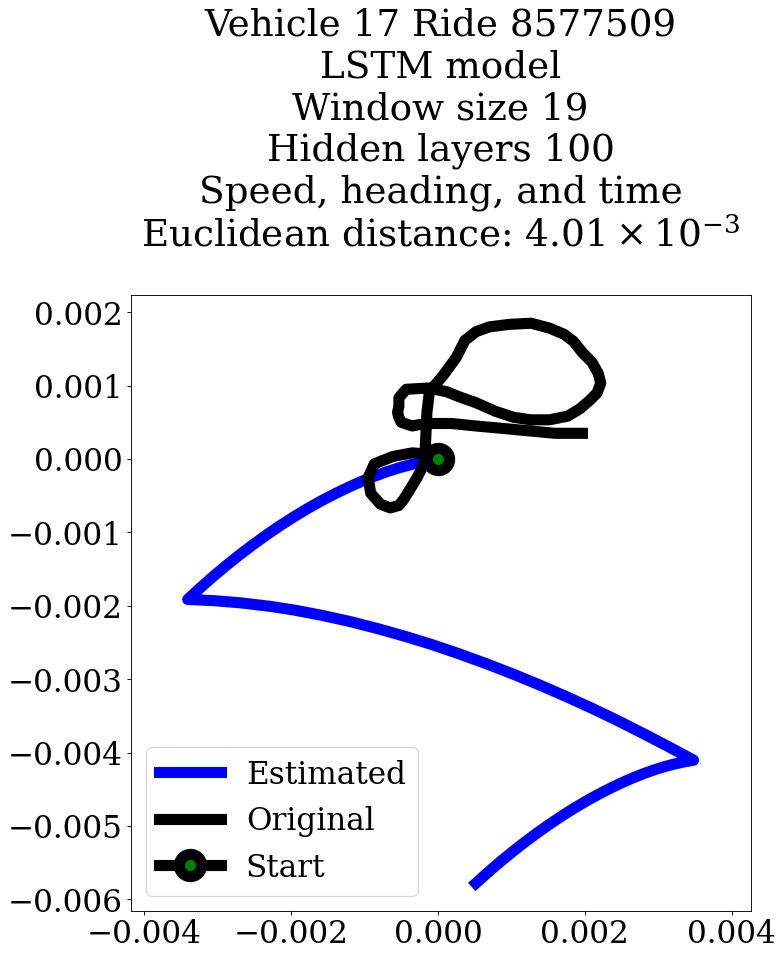 Vehicle 17 Ride 8577509
LSTM model
Window size 19
Hidden layers 100
Speed, heading, and time
Euclidean distance: 4.01 × 10⁻³
0.002
0.001
0.000
−0.001
−0.002
−0.003
−0.004
−0.005
−0.006
Estimated
Original
Start
−0.004 −0.002 0.000 0.002 0.004